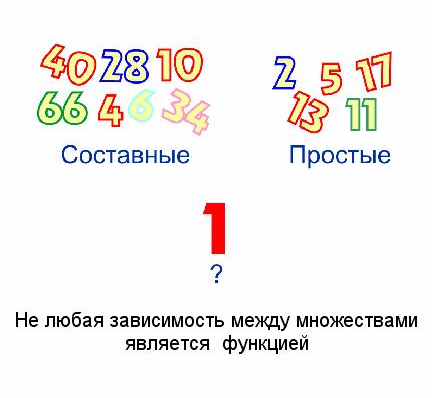 40 28 10
66 4 6 34
Составные
2 5 17
13 11
Простые
1
?
Не любая зависимость между множествами
является функцией